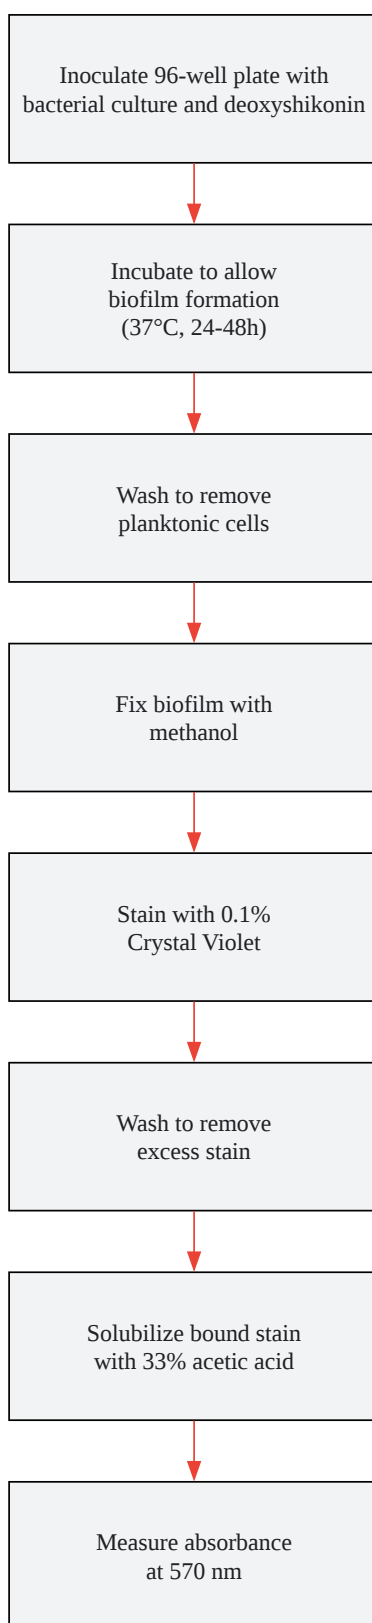 Inoculate 96-well plate with
bacterial culture and deoxyshikonin
Incubate to allow
biofilm formation
(37°C, 24-48h)
Wash to remove
planktonic cells
Fix biofilm with
methanol
Stain with 0.1%
Crystal Violet
Wash to remove
excess stain
Solubilize bound stain
with 33% acetic acid
Measure absorbance
at 570 nm